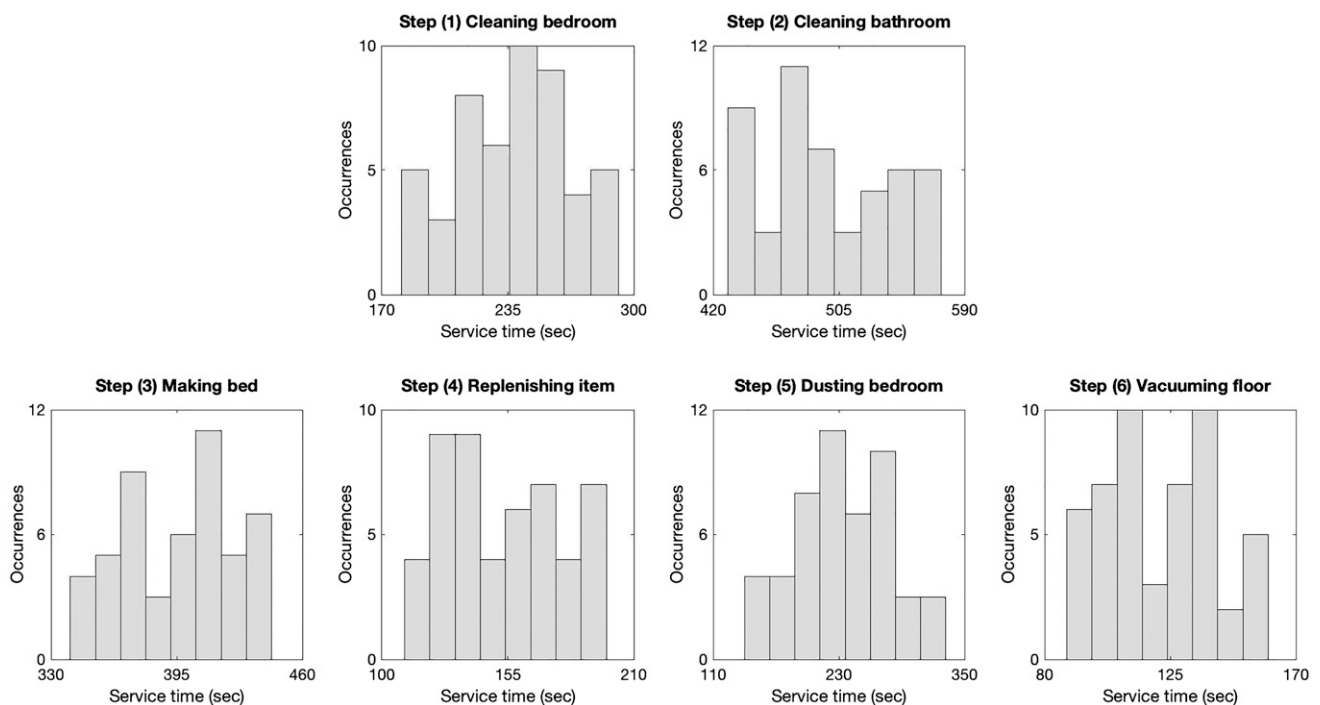 Step (1) Cleaning bedroom
10
5
0
Occurrences
170 235 300
Service time (sec)
Step (2) Cleaning bathroom
12
6
0
Occurrences
420 505 590
Service time (sec)
Step (3) Making bed
12
6
0
Occurrences
330 395 460
Service time (sec)
Step (4) Replenishing item
10
5
0
Occurrences
100 155 210
Service time (sec)
Step (5) Dusting bedroom
12
6
0
Occurrences
110 230 350
Service time (sec)
Step (6) Vacuuming floor
10
5
0
Occurrences
80 125 170
Service time (sec)